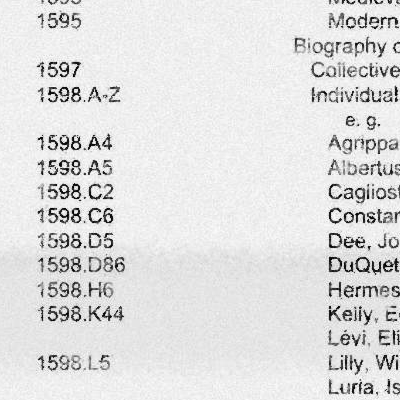 1595 Modern
Biography o
1597 Collective
1598.A-Z Individual
e. g.
1598.A4 Agrippa
1598.A5 Albertus
1598.C2 Cagliost
1598.C6 Constan
1598.D5 Dee, Jo
1598.D86 DuQuet
1598.H6 Hermes
1598.K44 Kelly, E
Lévi, Eli
1598.L5 Lilly, Wi
Luria, Is